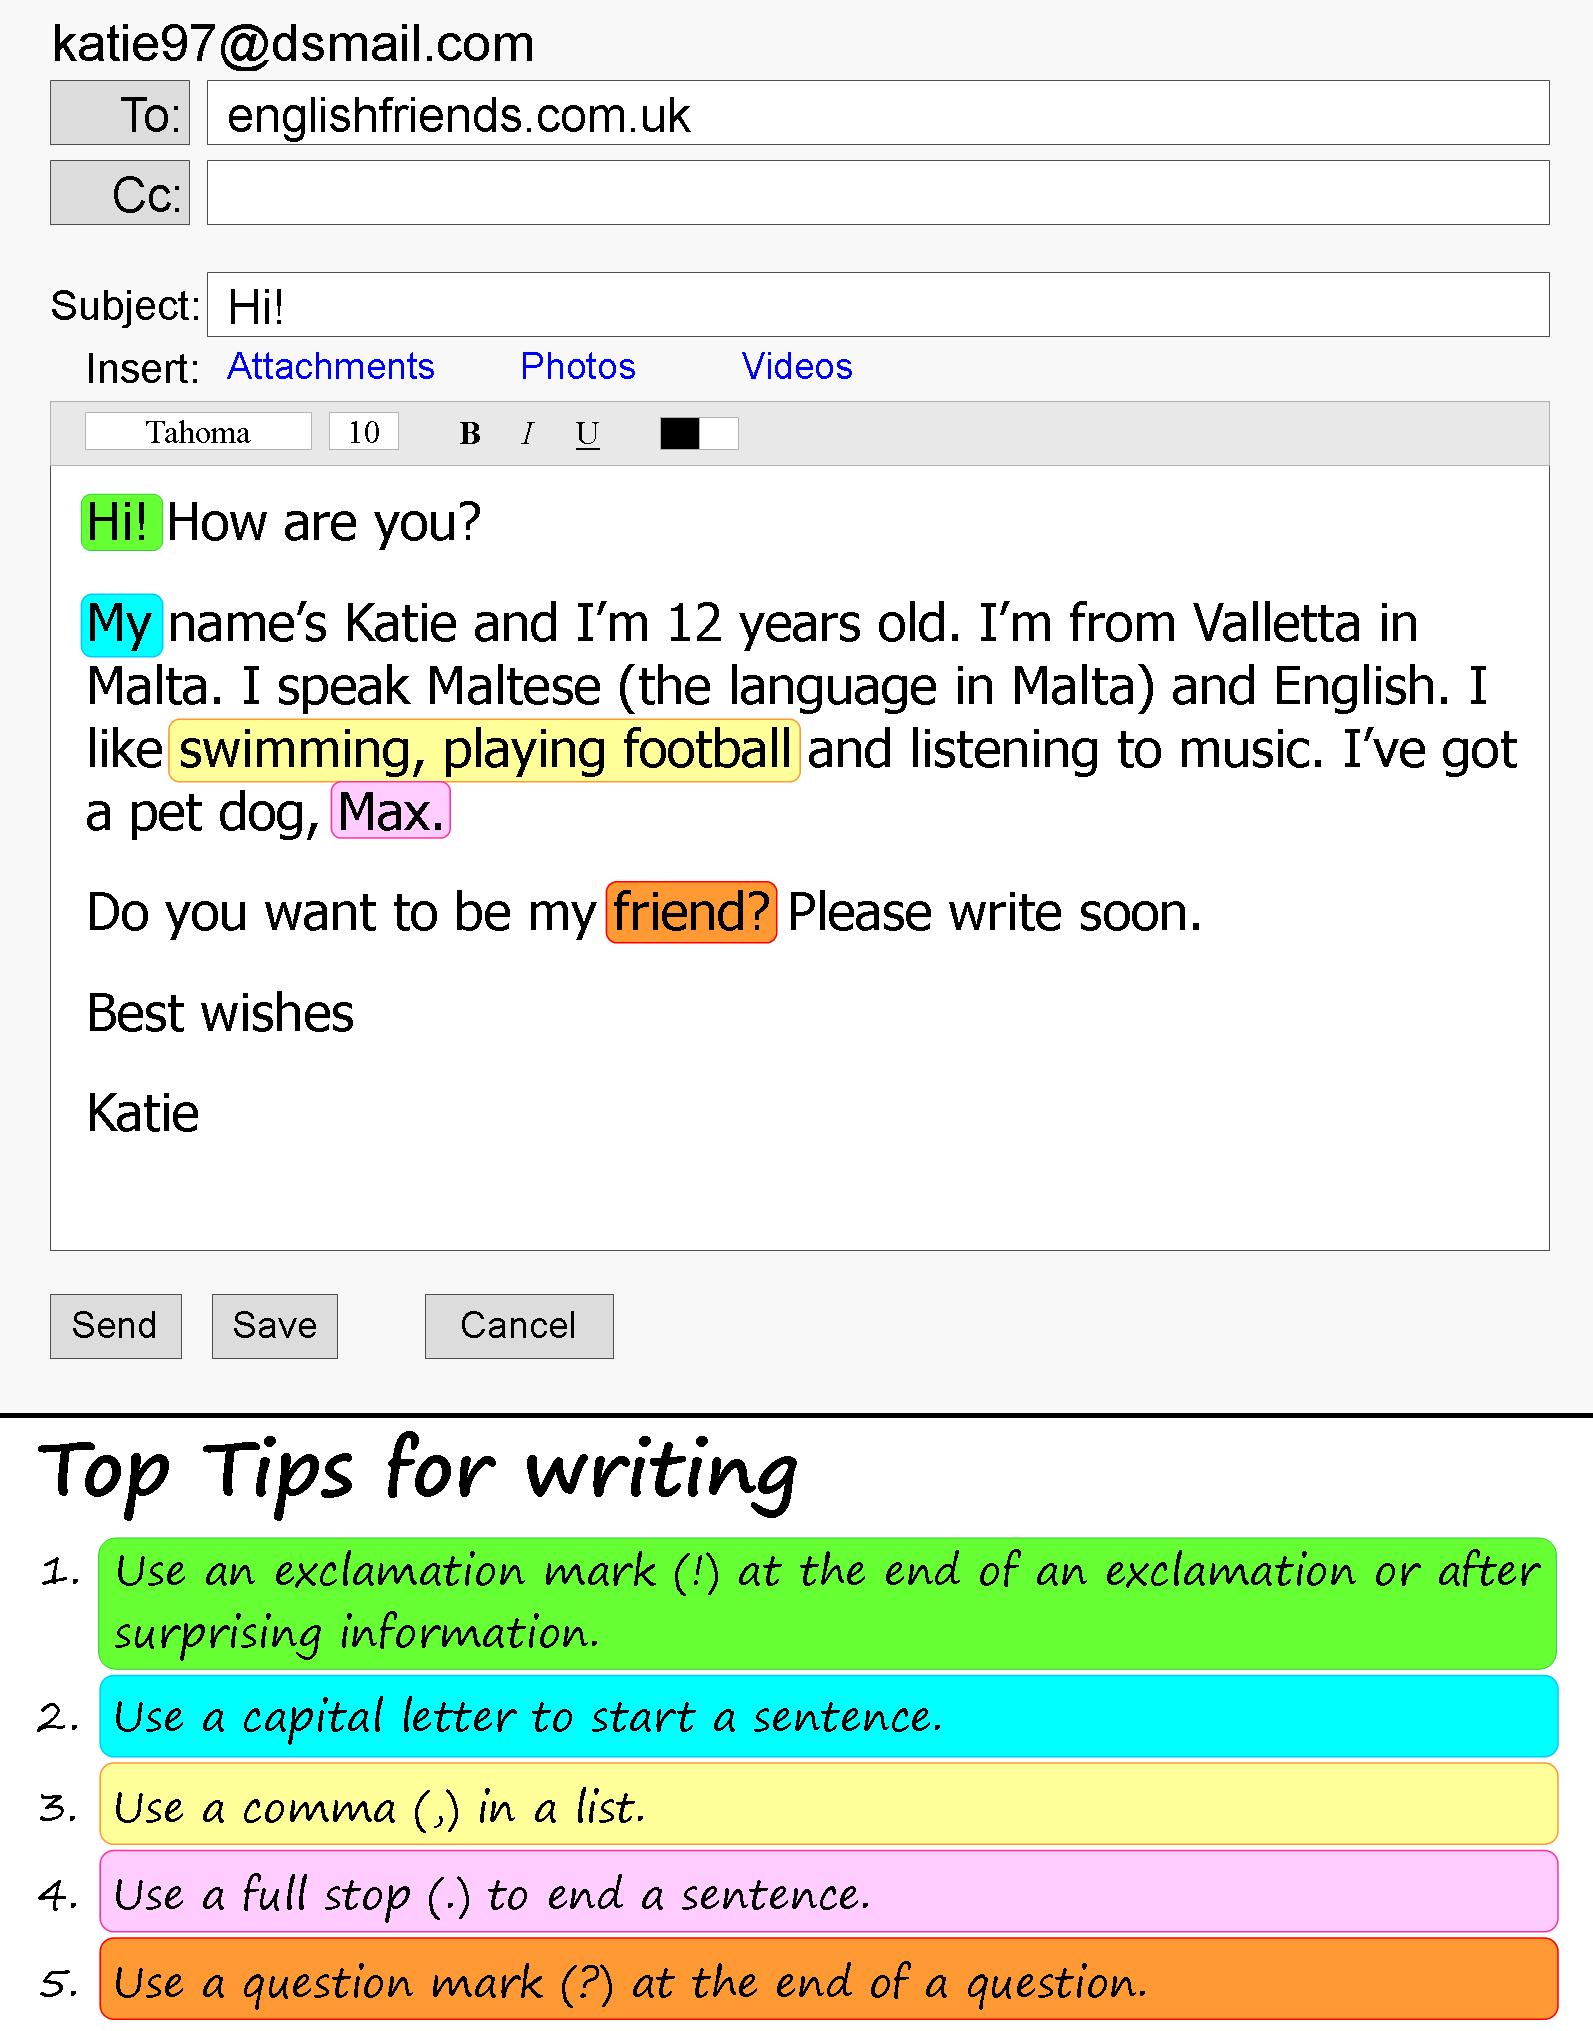 katie97@dsmail.com
To: englishfriends.com.uk
Cc:
Subject: Hi!
Insert: Attachments Photos Videos
Tahoma 10 B I U
Hi! How are you?
My name’s Katie and I’m 12 years old. I’m from Valletta in
Malta. I speak Maltese (the language in Malta) and English. I
like swimming, playing football and listening to music. I’ve got
a pet dog, Max.
Do you want to be my friend? Please write soon.
Best wishes
Katie
Send Save Cancel
Top Tips for writing
1. Use an exclamation mark (!) at the end of an exclamation or after
surprising information.
2. Use a capital letter to start a sentence.
3. Use a comma (,) in a list.
4. Use a full stop (.) to end a sentence.
5. Use a question mark (?) at the end of a question.